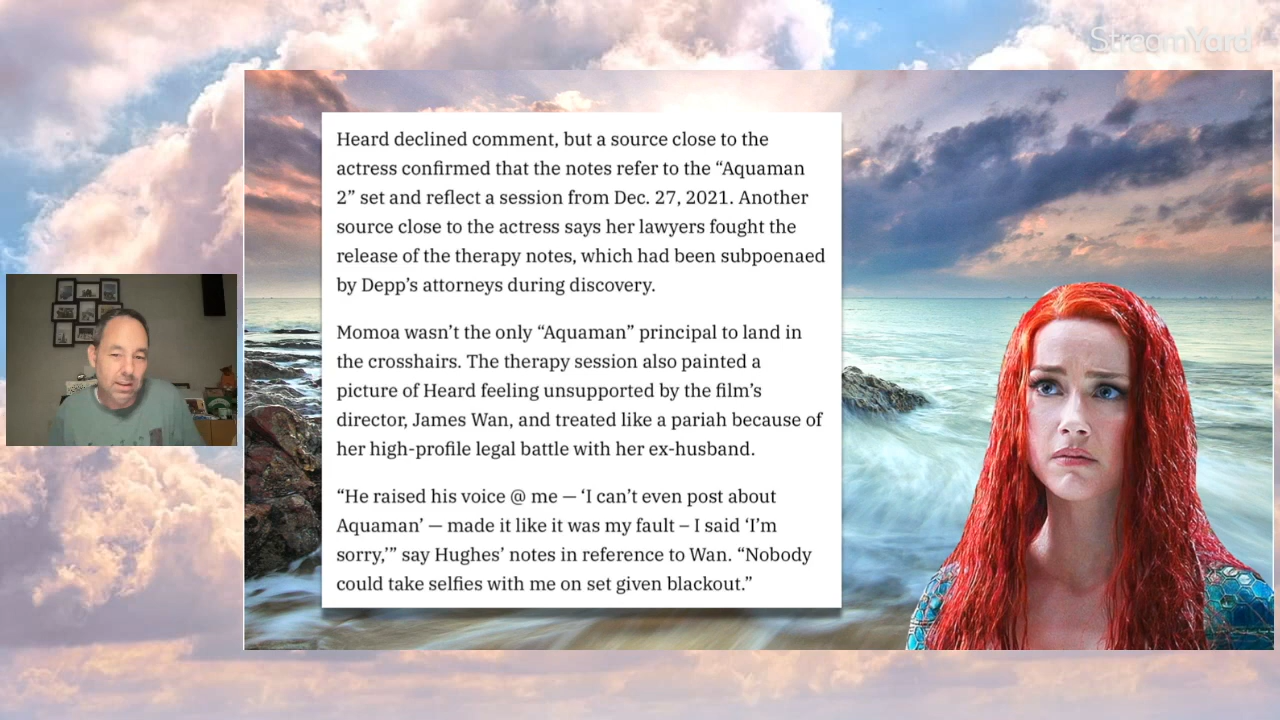 StreamYard
Heard declined comment, but a source close to the
actress confirmed that the notes refer to the “Aquaman
2” set and reflect a session from Dec. 27, 2021. Another
source close to the actress says her lawyers fought the
release of the therapy notes, which had been subpoenaed
by Depp’s attorneys during discovery.
Momoa wasn’t the only “Aquaman” principal to land in
the crosshairs. The therapy session also painted a
picture of Heard feeling unsupported by the film’s
director, James Wan, and treated like a pariah because of
her high-profile legal battle with her ex-husband.
“He raised his voice @ me — ‘I can’t even post about
Aquaman’ — made it like it was my fault – I said ‘I’m
sorry,’” say Hughes’ notes in reference to Wan. “Nobody
could take selfies with me on set given blackout.”